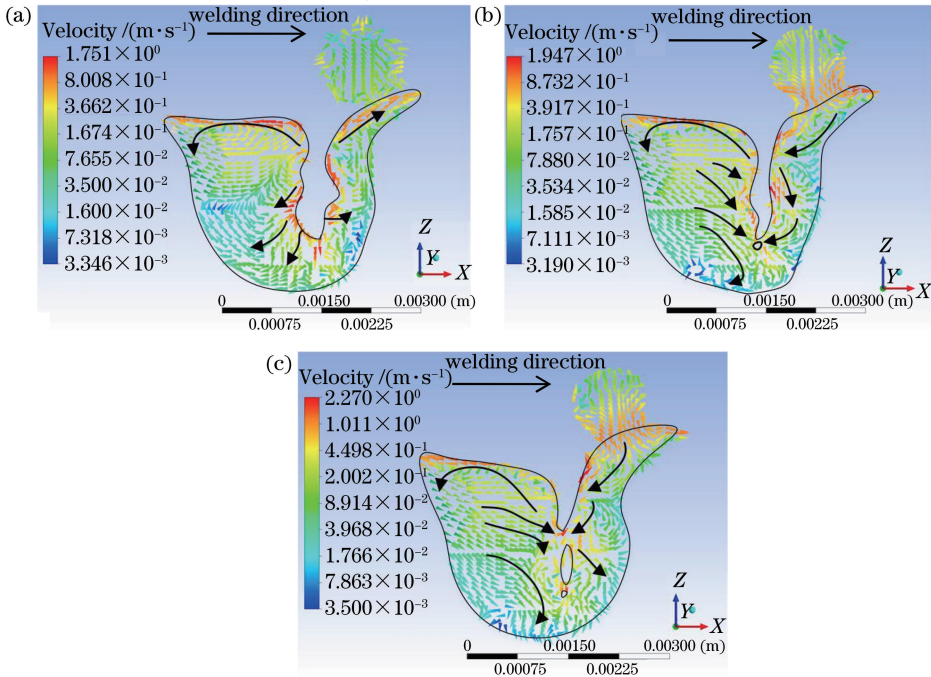 (a)
welding direction
Velocity /(m·s⁻¹)
1.751×10⁰
8.008×10⁻¹
3.662×10⁻¹
1.674×10⁻¹
7.655×10⁻²
3.500×10⁻²
1.600×10⁻²
7.318×10⁻³
3.346×10⁻³
Z
Y
X
0 0.00150 0.00300 (m)
0.00075 0.00225
(b)
welding direction
Velocity /(m·s⁻¹)
1.947×10⁰
8.732×10⁻¹
3.917×10⁻¹
1.757×10⁻¹
7.880×10⁻²
3.534×10⁻²
1.585×10⁻²
7.111×10⁻³
3.190×10⁻³
Z
Y
X
0 0.00150 0.00300 (m)
0.00075 0.00225
(c)
welding direction
Velocity /(m·s⁻¹)
2.270×10⁰
1.011×10⁰
4.498×10⁻¹
2.002×10⁻¹
8.914×10⁻²
3.968×10⁻²
1.766×10⁻²
7.863×10⁻³
3.500×10⁻³
Z
Y
X
0 0.00150 0.00300 (m)
0.00075 0.00225